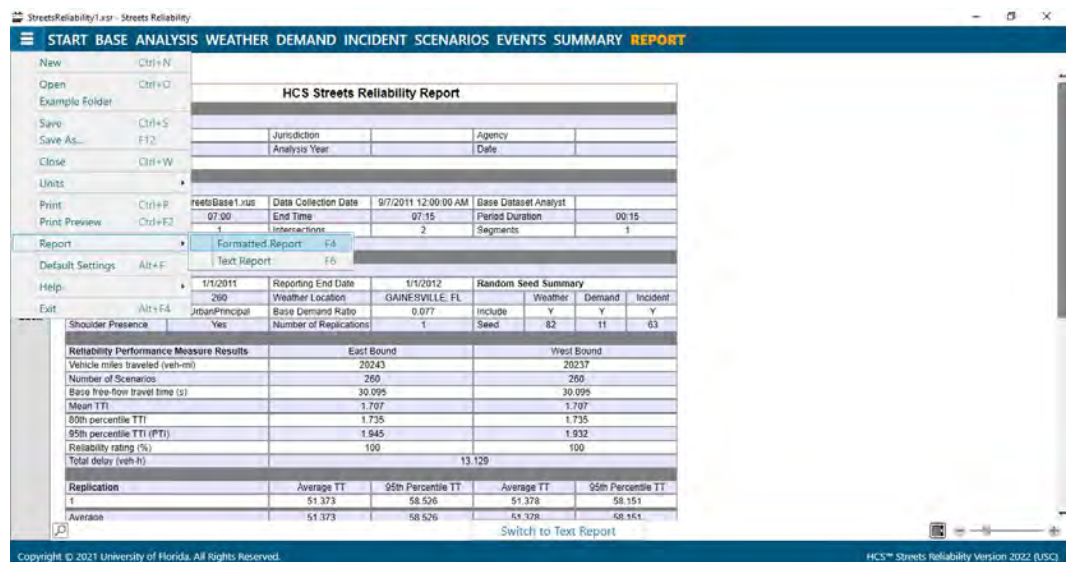 StreetsReliability1.xsr - Streets Reliability
START BASE ANALYSIS WEATHER DEMAND INCIDENT SCENARIOS EVENTS SUMMARY REPORT
New Ctrl+N
Open Ctrl+O
Example Folder
Save Ctrl+S
Save As... F12
Close Ctrl+W
Units
Print Ctrl+P
Print Preview Ctrl+F2
Report
Default Settings Alt+F
Help
Exit Alt+F4
Formatted Report F4
Text Report F6
HCS Streets Reliability Report
Jurisdiction Agency
Analysis Year Date
reetsBase1.xus Data Collection Date 9/7/2011 12:00:00 AM Base Dataset Analyst
07:00 End Time 07:15 Period Duration 00:15
1 Intersections 2 Segments 1
1/1/2011 Reporting End Date 1/1/2012 Random Seed Summary
260 Weather Location GAINESVILLE, FL Weather Demand Incident
UrbanPrincipal Base Demand Ratio 0.077 Include Y Y Y
Shoulder Presence Yes Number of Replications 1 Seed 82 11 63
Reliability Performance Measure Results East Bound West Bound
Vehicle miles traveled (veh-mi) 20243 20237
Number of Scenarios 260 260
Base free-flow travel time (s) 30.095 30.095
Mean TTI 1.707 1.707
80th percentile TTI 1.735 1.735
95th percentile TTI (PTI) 1.945 1.932
Reliability rating (%) 100 100
Total delay (veh-h) 13.129
Replication Average TT 95th Percentile TT Average TT 95th Percentile TT
1 51.373 58.526 51.378 58.151
Average 51.373 58.526 51.378 58.151
Switch to Text Report
Copyright © 2021 University of Florida. All Rights Reserved. HCS™ Streets Reliability Version 2022 (USC)